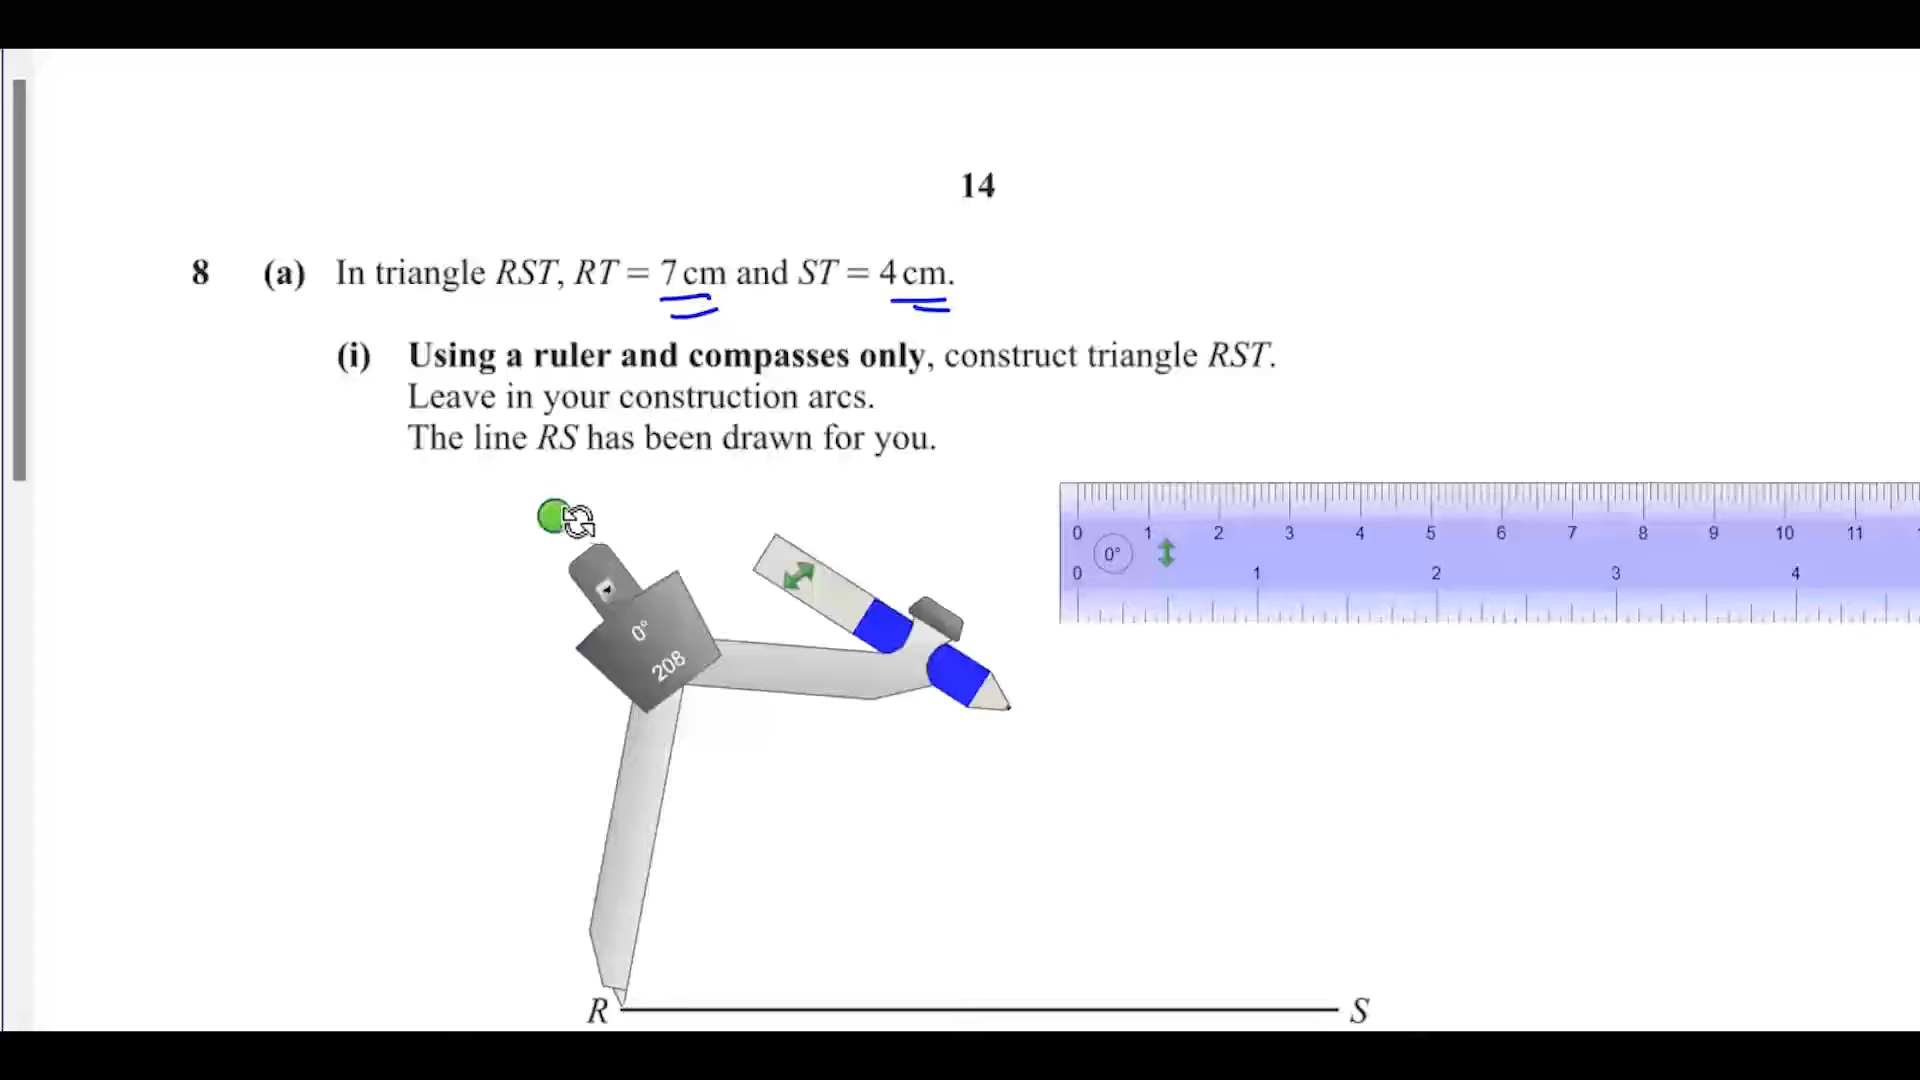 14
8 (a) In triangle RST, RT = 7 cm and ST = 4 cm.
(i) Using a ruler and compasses only, construct triangle RST.
Leave in your construction arcs.
The line RS has been drawn for you.
0 1 2 3 4 5 6 7 8 9 10 11
0°
0 1 2 3 4
0°
208
R S